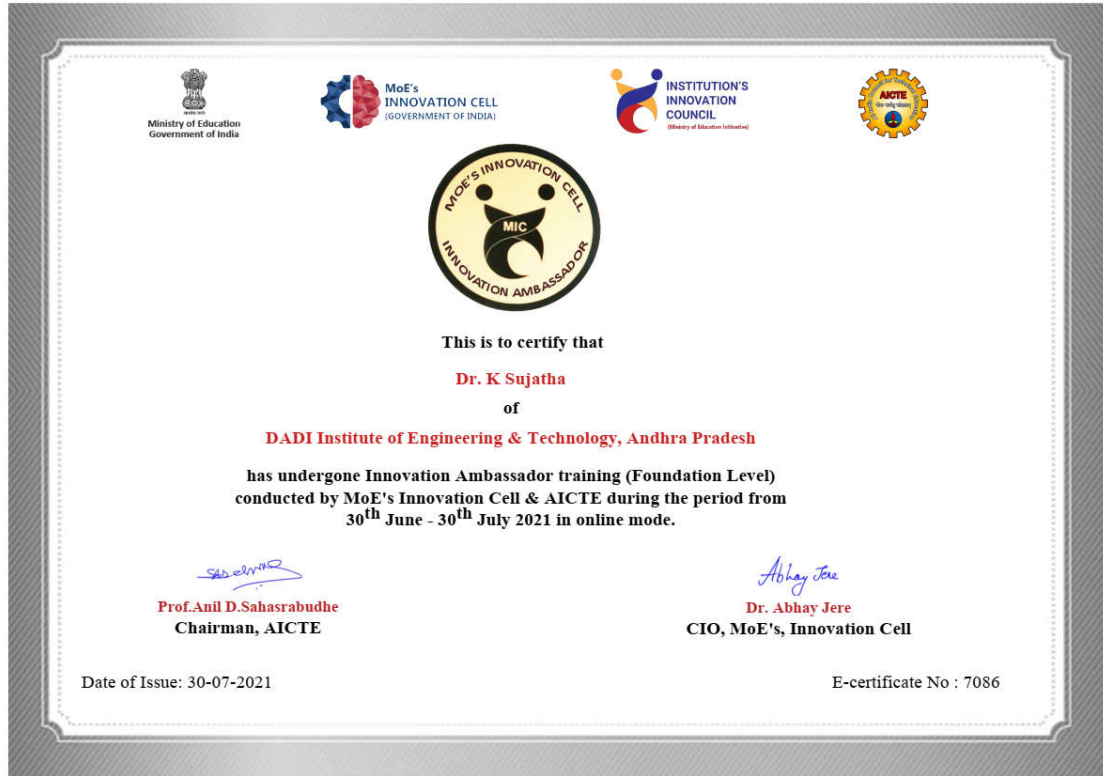 Ministry of Education
Government of India
MoE's
INNOVATION CELL
(GOVERNMENT OF INDIA)
INSTITUTION'S
INNOVATION
COUNCIL
(Ministry of Education Initiative)
AICTE
MOE'S INNOVATION CELL
MIC
INNOVATION AMBASSADOR
This is to certify that
Dr. K Sujatha
of
DADI Institute of Engineering & Technology, Andhra Pradesh
has undergone Innovation Ambassador training (Foundation Level)
conducted by MoE's Innovation Cell & AICTE during the period from
30th June - 30th July 2021 in online mode.
Abhay Jere
Prof.Anil D.Sahasrabudhe
Dr. Abhay Jere
Chairman, AICTE
CIO, MoE's, Innovation Cell
Date of Issue: 30-07-2021
E-certificate No : 7086